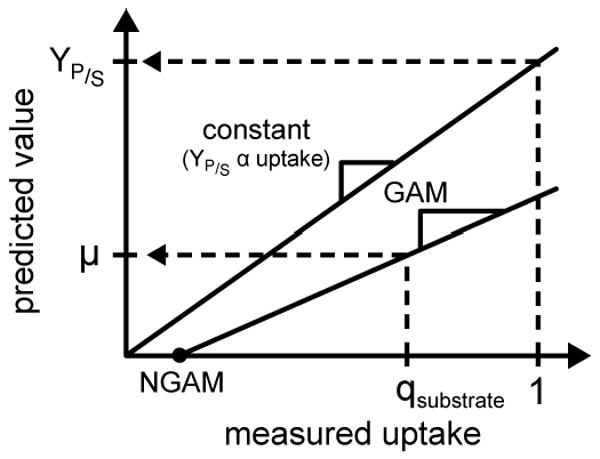 Y_P/S
constant
(Y_P/S α uptake)
GAM
predicted value
μ
NGAM
q_substrate
1
measured uptake